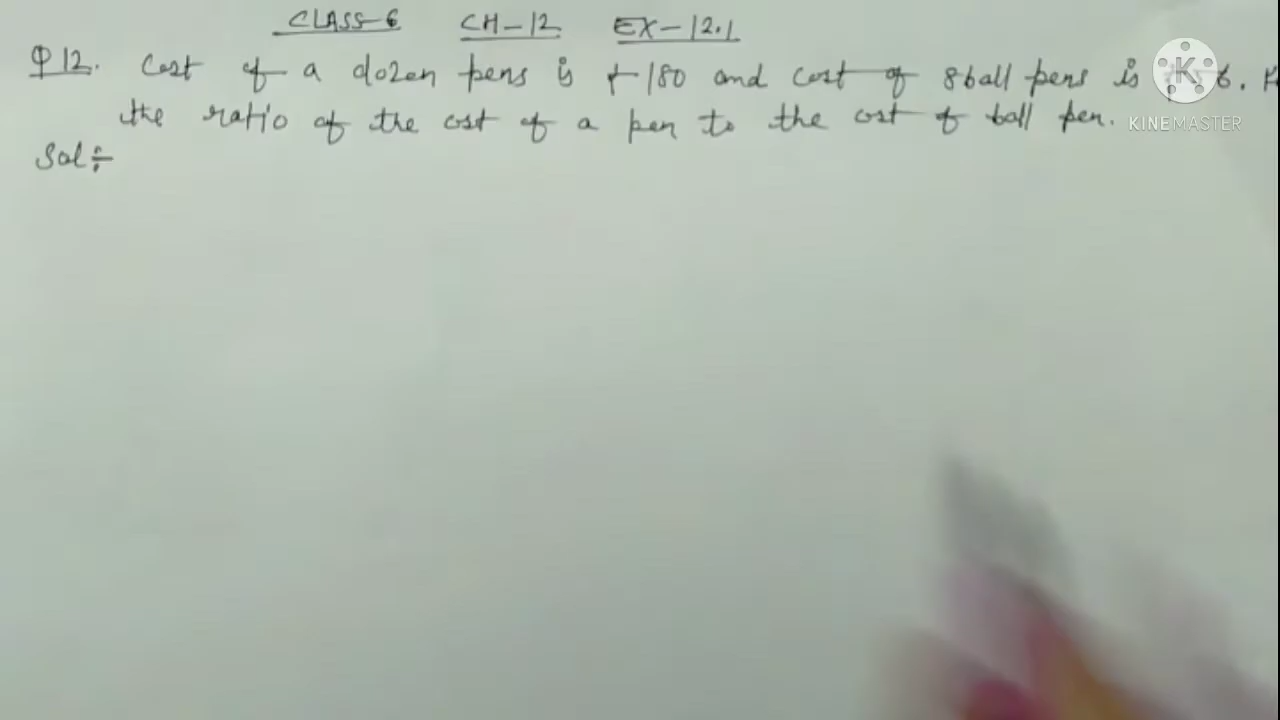 CLASS-6 CH-12 EX-12.1
Q12. Cost of a dozen pens is ₹180 and cost of 8 ball pens is 6.
the ratio of the cost of a pen to the cost of ball pen.
K
KINEMASTER
Sol:-